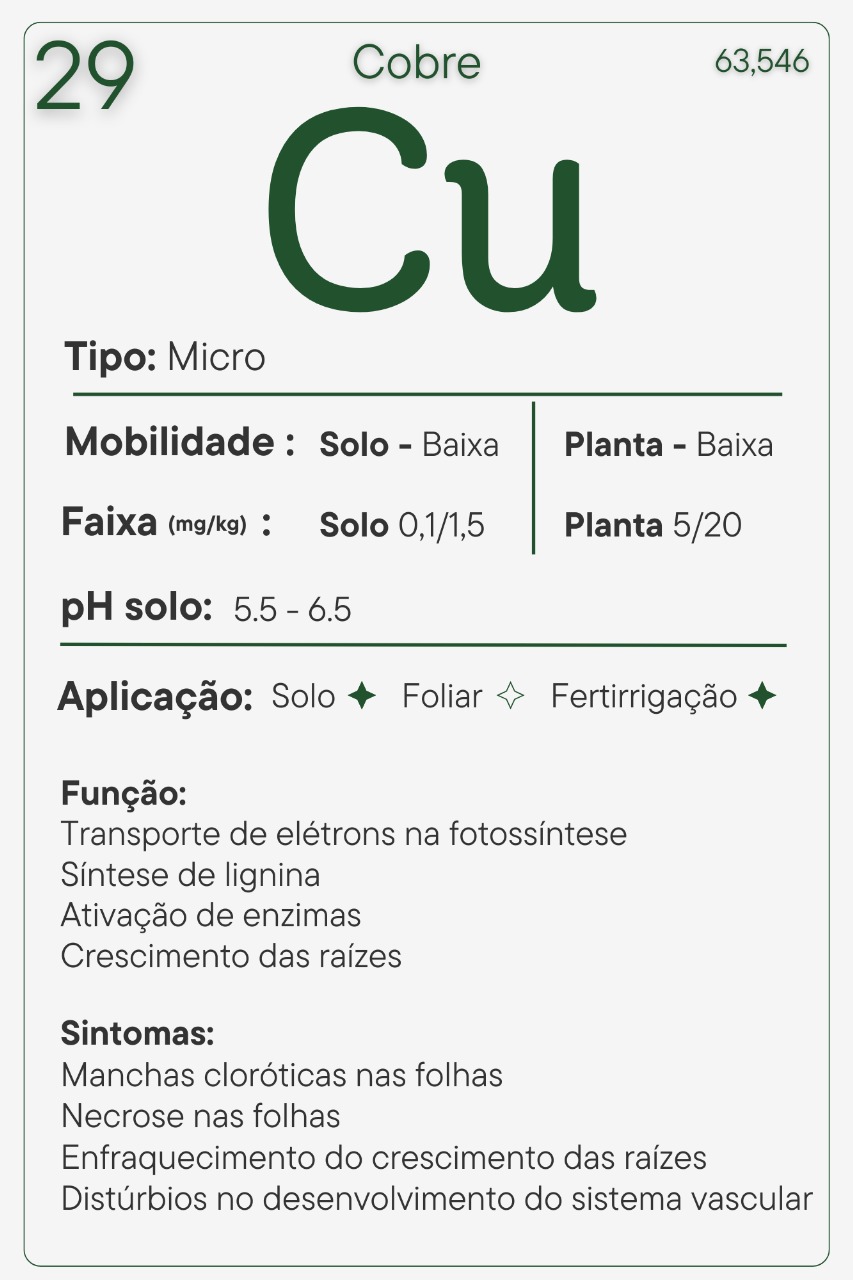 29 Cobre 63,546
Cu
Tipo: Micro
Mobilidade : Solo - Baixa Planta - Baixa
Faixa (mg/kg) : Solo 0,1/1,5 Planta 5/20
pH solo: 5.5 - 6.5
Aplicação: Solo ✦ Foliar ✧ Fertirrigação ✦
Função:
Transporte de elétrons na fotossíntese
Síntese de lignina
Ativação de enzimas
Crescimento das raízes
Sintomas:
Manchas cloróticas nas folhas
Necrose nas folhas
Enfraquecimento do crescimento das raízes
Distúrbios no desenvolvimento do sistema vascular